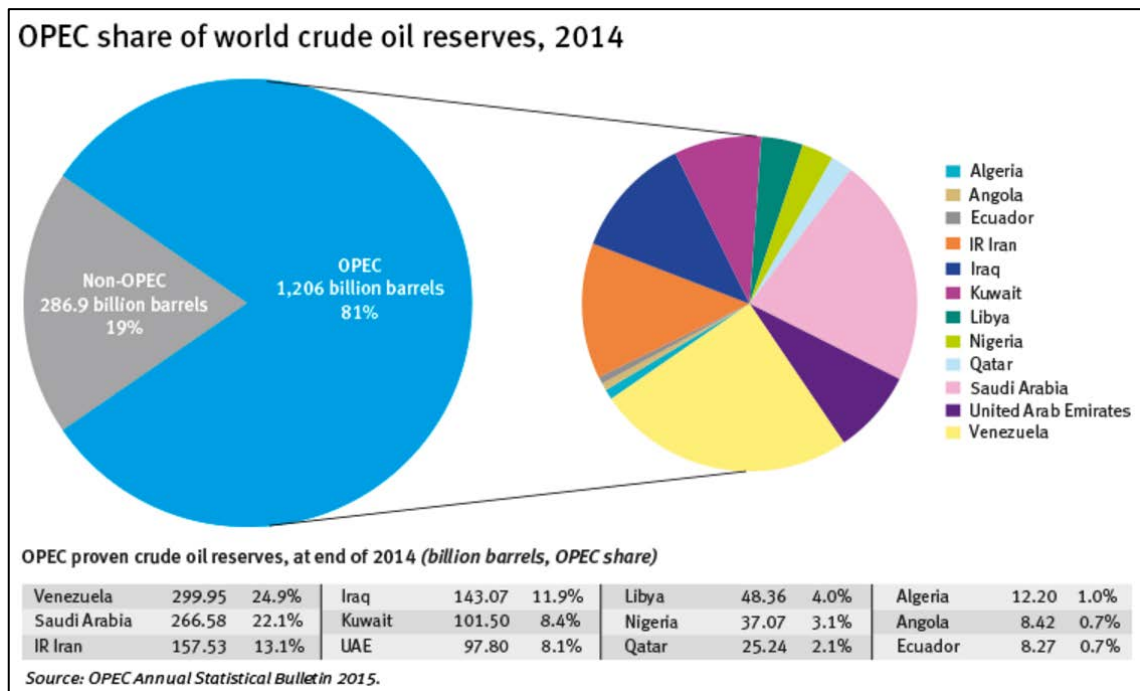 OPEC share of world crude oil reserves, 2014
Non-OPEC
286.9 billion barrels
19%
OPEC
1,206 billion barrels
81%
Algeria
Angola
Ecuador
IR Iran
Iraq
Kuwait
Libya
Nigeria
Qatar
Saudi Arabia
United Arab Emirates
Venezuela
OPEC proven crude oil reserves, at end of 2014 (billion barrels, OPEC share)
Venezuela 299.95 24.9% Iraq 143.07 11.9% Libya 48.36 4.0% Algeria 12.20 1.0%
Saudi Arabia 266.58 22.1% Kuwait 101.50 8.4% Nigeria 37.07 3.1% Angola 8.42 0.7%
IR Iran 157.53 13.1% UAE 97.80 8.1% Qatar 25.24 2.1% Ecuador 8.27 0.7%
Source: OPEC Annual Statistical Bulletin 2015.